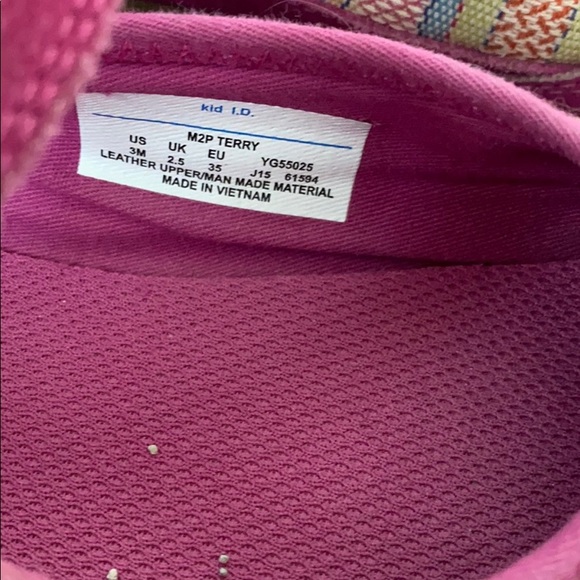 kid I.D.
M2P TERRY
US UK EU YG55025
3M 2.5 35 J15 61594
LEATHER UPPER/MAN MADE MATERIAL
MADE IN VIETNAM